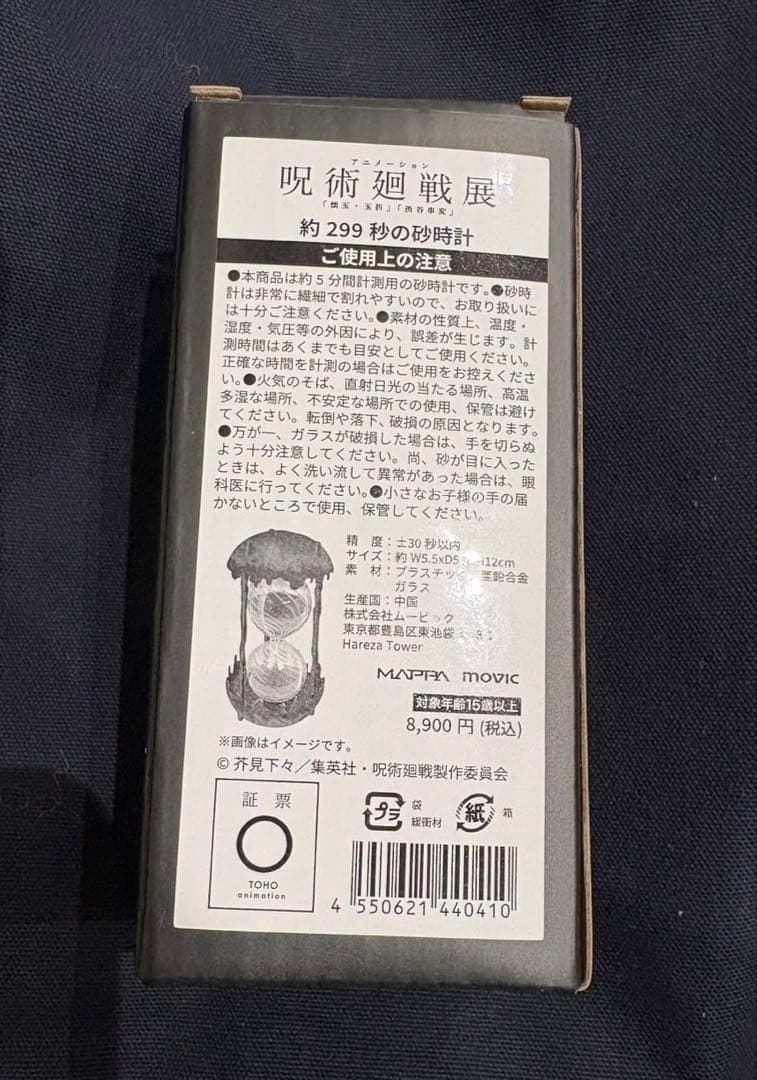 アニメーション
呪術廻戦展
「懐玉・玉折」「渋谷事変」
約 299 秒の砂時計
ご使用上の注意
●本商品は約 5 分間計測用の砂時計です。●砂時
計は非常に繊細で割れやすいので、お取り扱いに
は十分ご注意ください。●素材の性質上、温度・
湿度・気圧等の外因により、誤差が生じます。計
測時間はあくまでも目安としてご使用ください。
正確な時間を計測の場合はご使用をお控えくださ
い。●火気のそば、直射日光の当たる場所、高温
多湿な場所、不安定な場所での使用、保管は避け
てください。転倒や落下、破損の原因となります。
●万が一、ガラスが破損した場合は、手を切らぬ
よう十分注意してください。尚、砂が目に入った
ときは、よく洗い流して異常があった場合は、眼
科医に行ってください。●小さなお子様の手の届
かないところで使用、保管してください。
精 度：±30 秒以内
サイズ：約 W5.5xD5 H12cm
素 材：プラスチック 亜鉛合金
ガラス
生産国：中国
株式会社ムービック
東京都豊島区東池袋
Hareza Tower
MAPPA movic
対象年齢15歳以上
8,900 円 (税込)
※画像はイメージです。
© 芥見下々／集英社・呪術廻戦製作委員会
証 票
TOHO
animation
プラ
袋
緩衝材
紙
箱
4 550621 440410